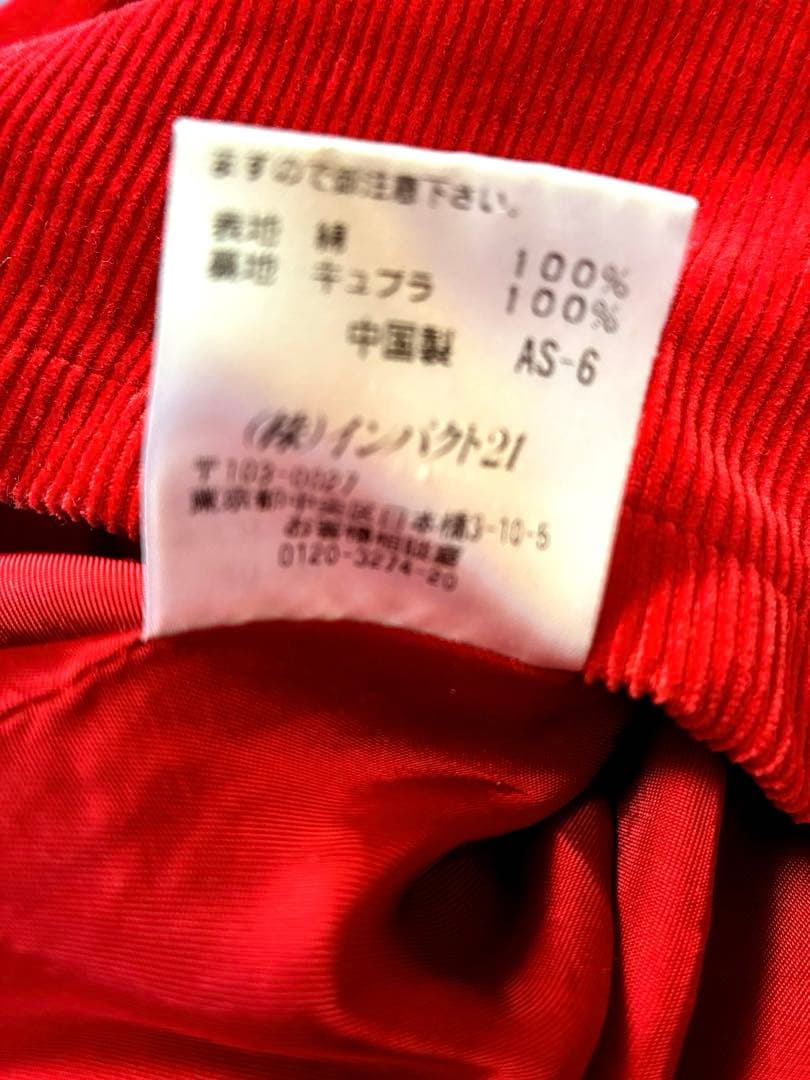 ますので御注意下さい。
表地 綿 100%
裏地 キュプラ 100%
中国製 AS-6
(株)インパクト21
〒103-0027
東京都中央区日本橋3-10-5
お客様相談室
0120-3274-20